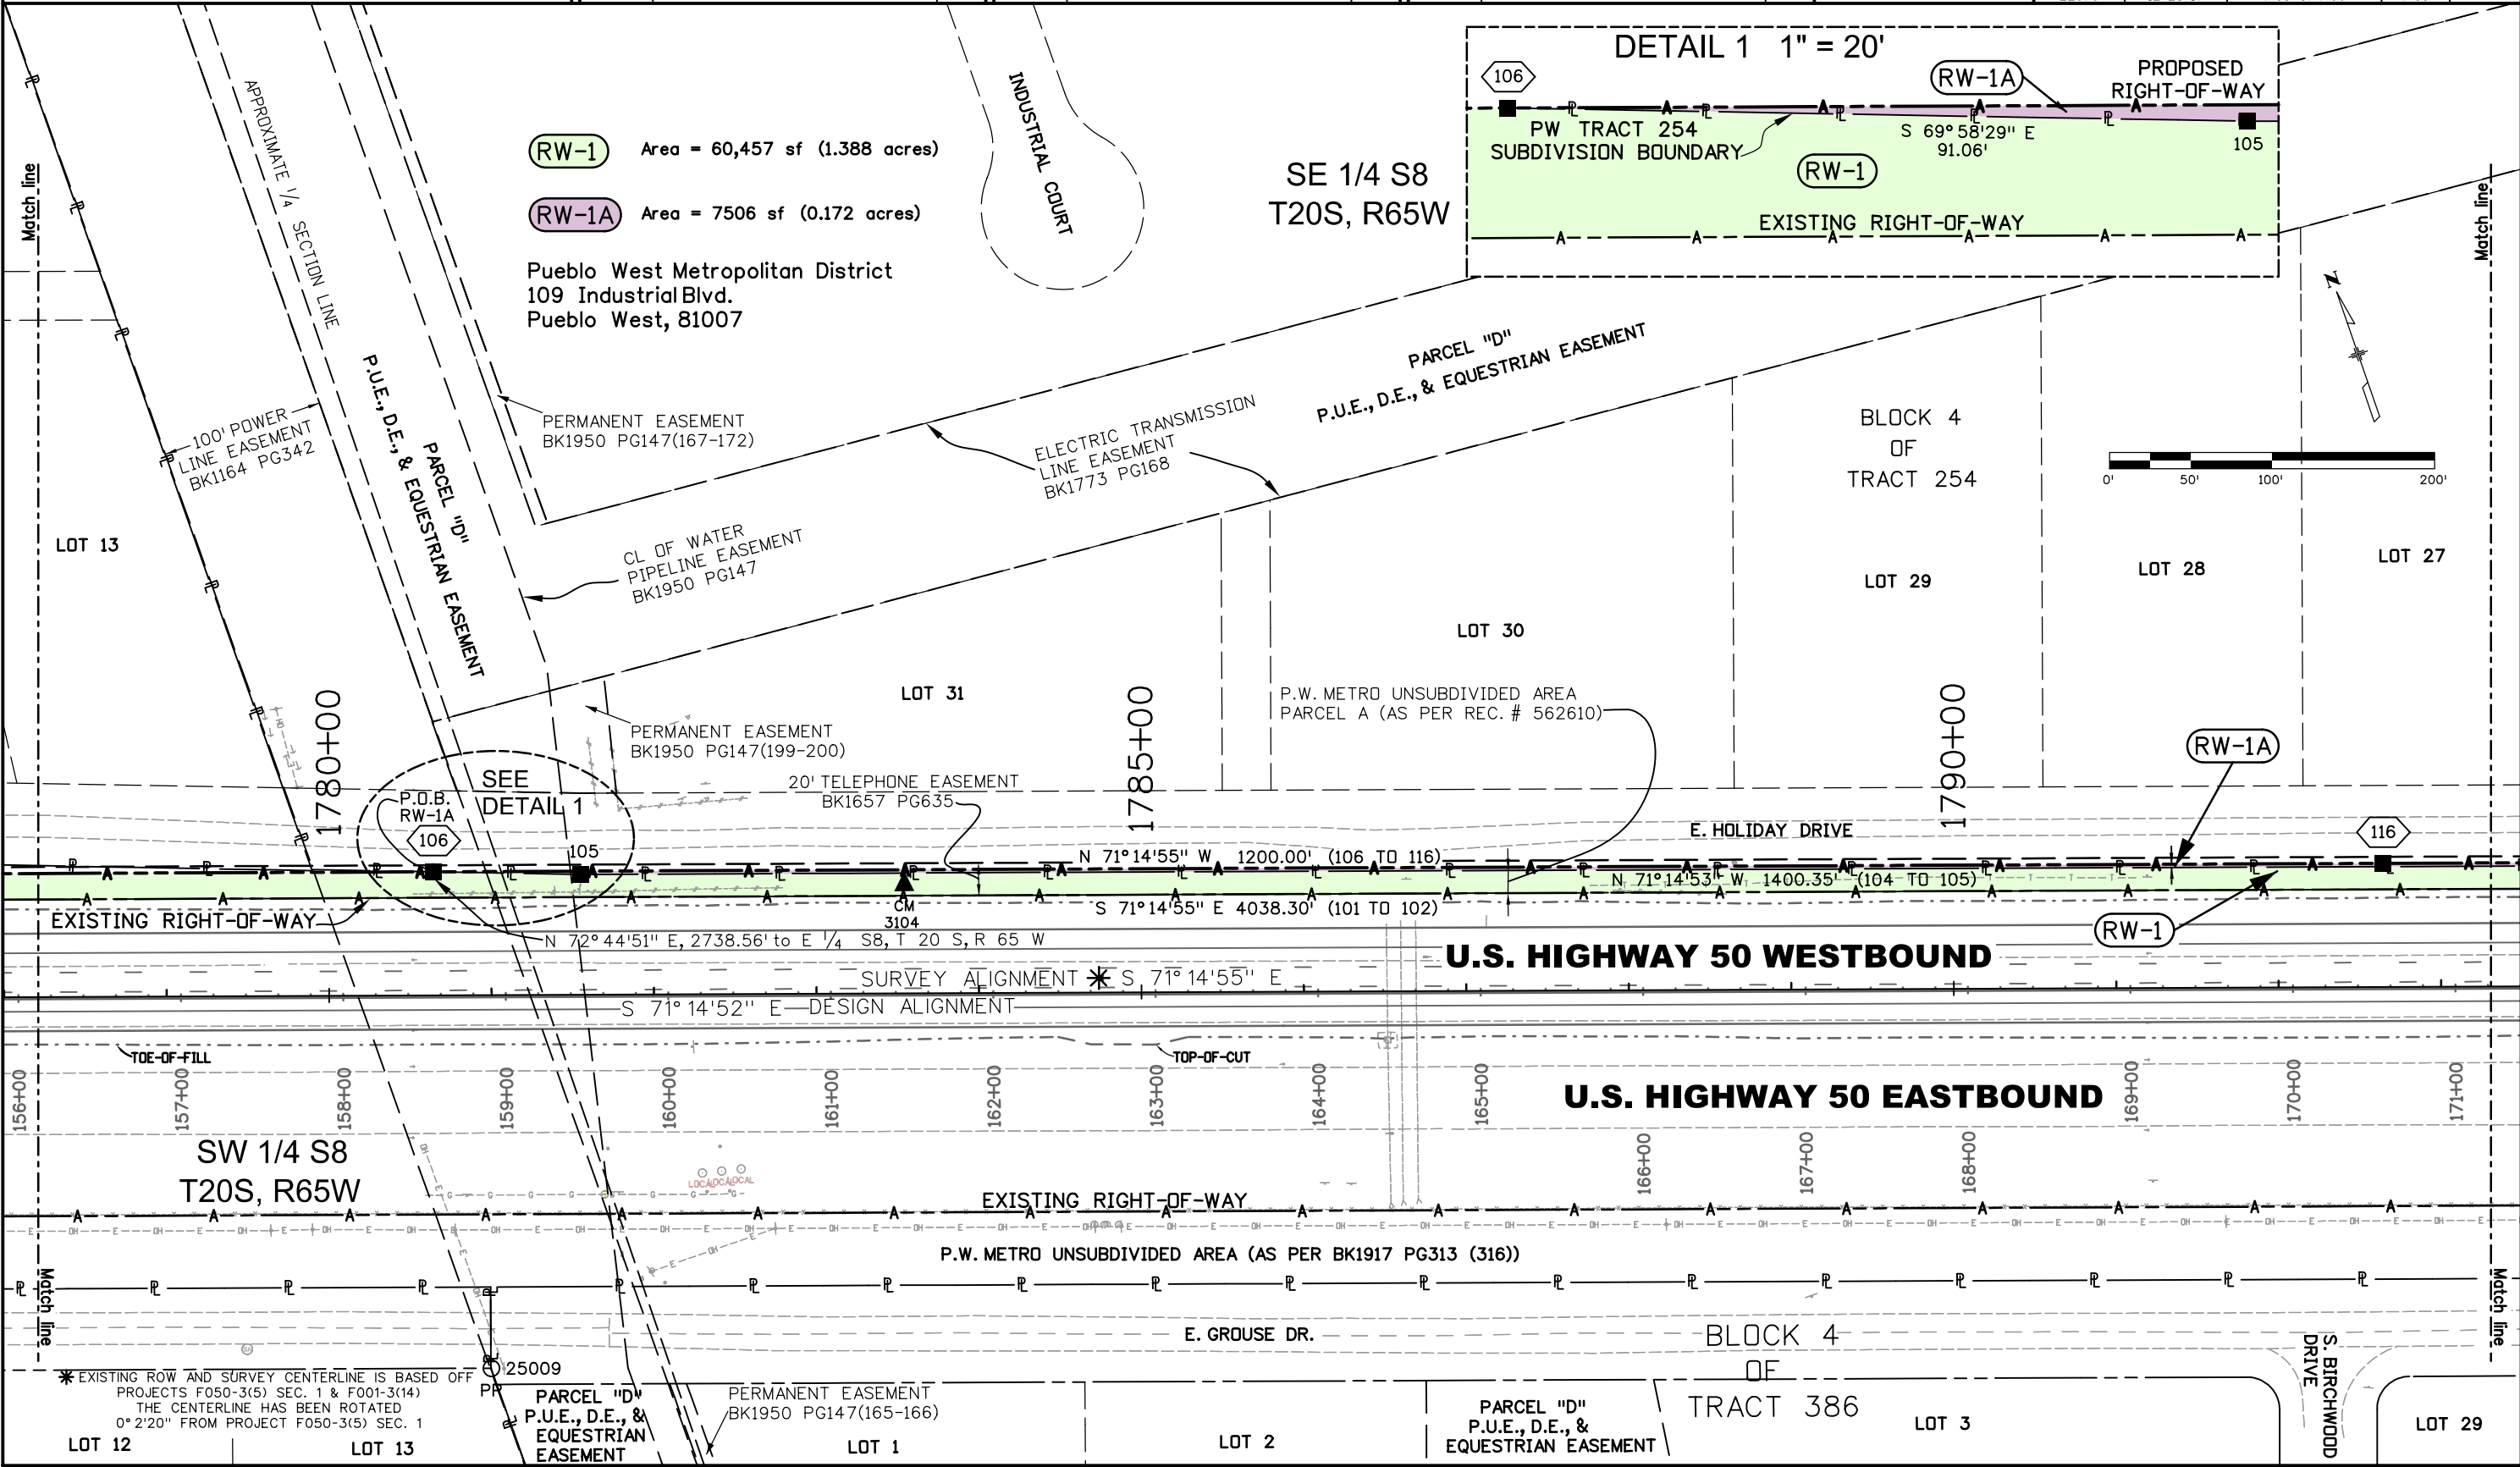 DETAIL 1 1" = 20'
106
RW-1A
PROPOSED
RIGHT-OF-WAY
PW TRACT 254
SUBDIVISION BOUNDARY
S 69°58'29" E
91.06'
105
RW-1
EXISTING RIGHT-OF-WAY
SE 1/4 S8
T20S, R65W
RW-1 Area = 60,457 sf (1.388 acres)
RW-1A Area = 7506 sf (0.172 acres)
Pueblo West Metropolitan District
109 Industrial Blvd.
Pueblo West, 81007
INDUSTRIAL COURT
APPROXIMATE 1/4 SECTION LINE
Match line
Match line
N
100' POWER
LINE EASEMENT
BK1164 PG342
PARCEL "D"
P.U.E., D.E., & EQUESTRIAN EASEMENT
PERMANENT EASEMENT
BK1950 PG147(167-172)
ELECTRIC TRANSMISSION
LINE EASEMENT
BK1773 PG168
PARCEL "D"
P.U.E., D.E., & EQUESTRIAN EASEMENT
CL OF WATER
PIPELINE EASEMENT
BK1950 PG147
BLOCK 4
OF
TRACT 254
0' 50' 100' 200'
LOT 13
LOT 31
LOT 30
LOT 29
LOT 28
LOT 27
PERMANENT EASEMENT
BK1950 PG147(199-200)
P.W. METRO UNSUBDIVIDED AREA
PARCEL A (AS PER REC. # 562610)
1780+00
1785+00
1790+00
SEE
DETAIL 1
P.O.B.
RW-1A
106
105
20' TELEPHONE EASEMENT
BK1657 PG635
E. HOLIDAY DRIVE
RW-1A
116
N 71°14'55" W 1200.00' (106 TO 116)
N 71°14'53" W 1400.35' (104 TO 105)
S 71°14'55" E 4038.30' (101 TO 102)
CM
3104
EXISTING RIGHT-OF-WAY
RW-1
N 72°44'51" E, 2738.56' to E 1/4 S8, T 20 S, R 65 W
U.S. HIGHWAY 50 WESTBOUND
SURVEY ALIGNMENT * S 71°14'55" E
S 71°14'52" E DESIGN ALIGNMENT
TOE-OF-FILL
TOP-OF-CUT
U.S. HIGHWAY 50 EASTBOUND
156+00
157+00
158+00
159+00
160+00
161+00
162+00
163+00
164+00
165+00
166+00
167+00
168+00
169+00
170+00
171+00
SW 1/4 S8
T20S, R65W
LOCAL
EXISTING RIGHT-OF-WAY
P.W. METRO UNSUBDIVIDED AREA (AS PER BK1917 PG313 (316))
Match line
Match line
E. GROUSE DR.
BLOCK 4
OF
TRACT 386
S. BIRCHWOOD
DRIVE
25009
PP
* EXISTING ROW AND SURVEY CENTERLINE IS BASED OFF
PROJECTS F050-3(5) SEC. 1 & F001-3(14)
THE CENTERLINE HAS BEEN ROTATED
0°2'20" FROM PROJECT F050-3(5) SEC. 1
LOT 12
LOT 13
PARCEL "D"
P.U.E., D.E., &
EQUESTRIAN
EASEMENT
PERMANENT EASEMENT
BK1950 PG147(165-166)
LOT 1
LOT 2
PARCEL "D"
P.U.E., D.E., &
EQUESTRIAN EASEMENT
LOT 3
LOT 29